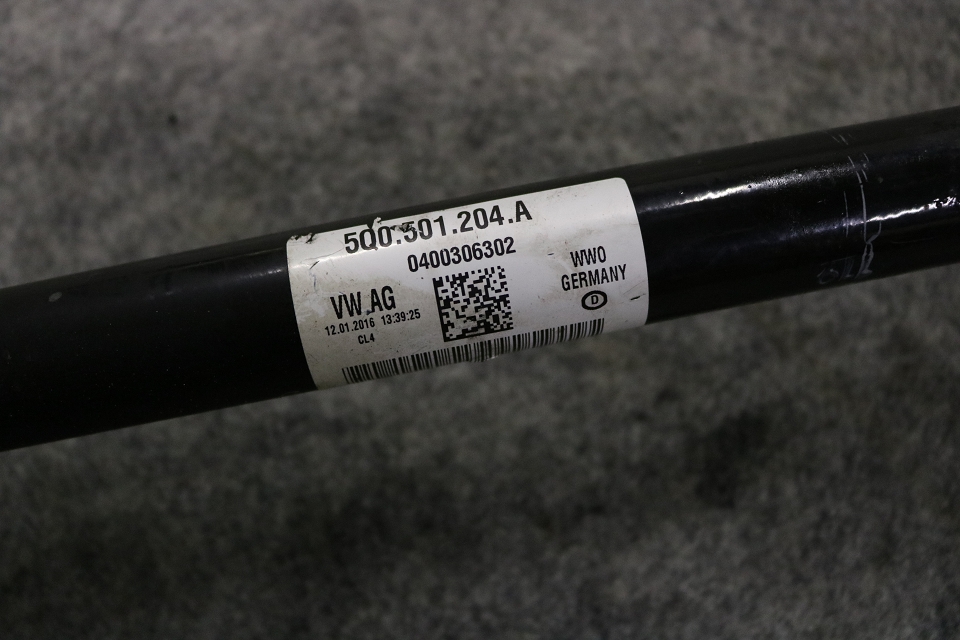 5Q0.501.204.A
0400306302
VW AG
12.01.2016 13:39:25
CL4
WWO
GERMANY
D